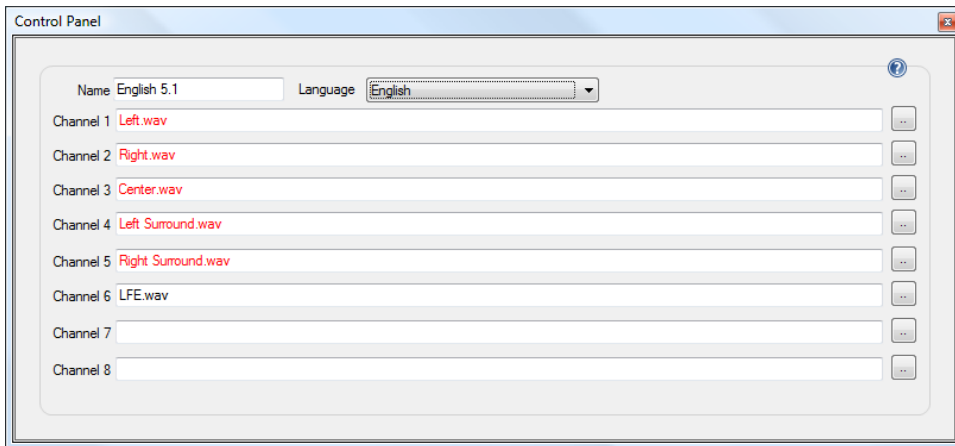 Control Panel
Name English 5.1 Language English
Channel 1 Left.wav ..
Channel 2 Right.wav ..
Channel 3 Center.wav ..
Channel 4 Left Surround.wav ..
Channel 5 Right Surround.wav ..
Channel 6 LFE.wav ..
Channel 7 ..
Channel 8 ..